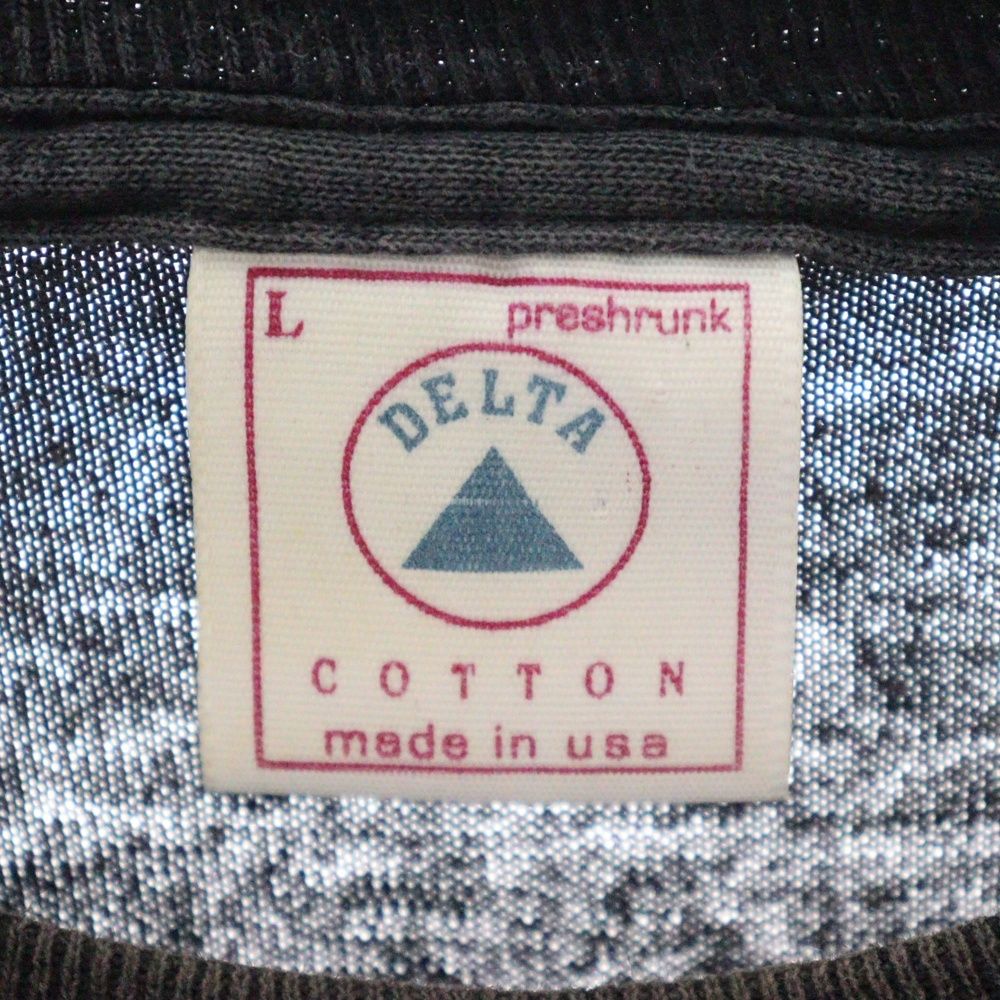 L preshrunk
DELTA
COTTON
made in usa